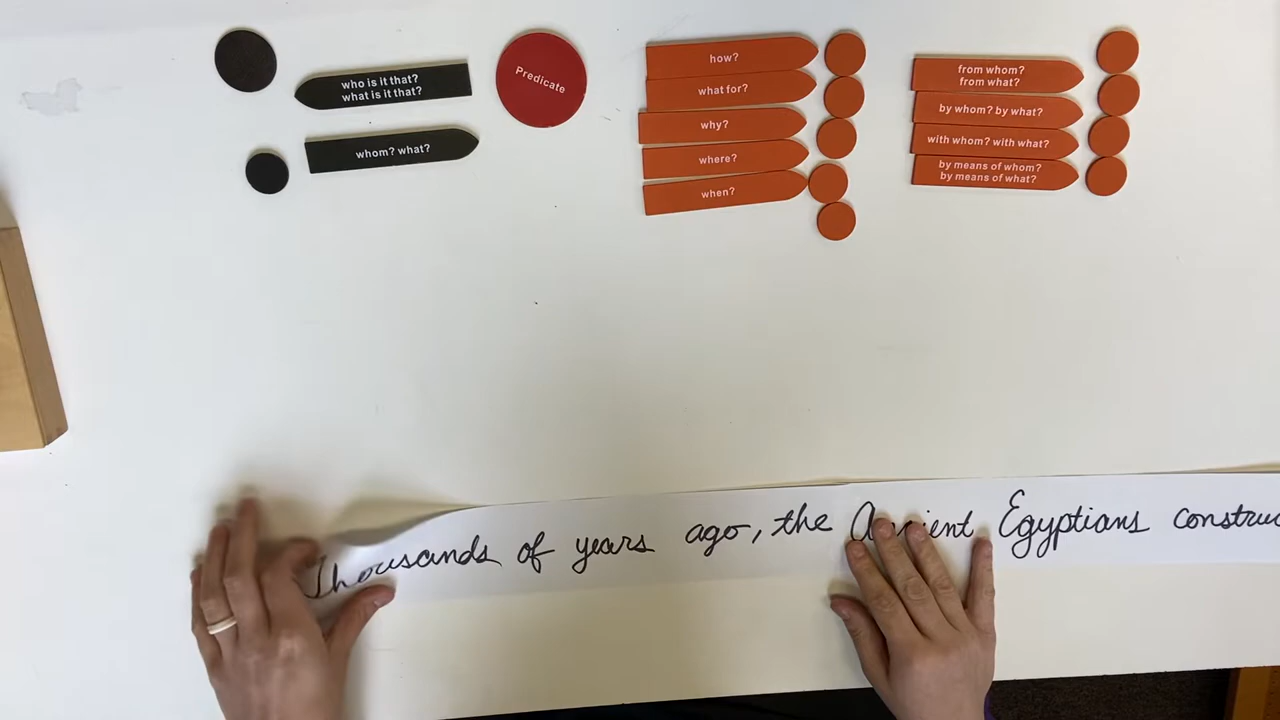 who is it that?
what is it that?
whom? what?
Predicate
how?
what for?
why?
where?
when?
from whom?
from what?
by whom? by what?
with whom? with what?
by means of whom?
by means of what?
Thousands of years ago, the Ancient Egyptians